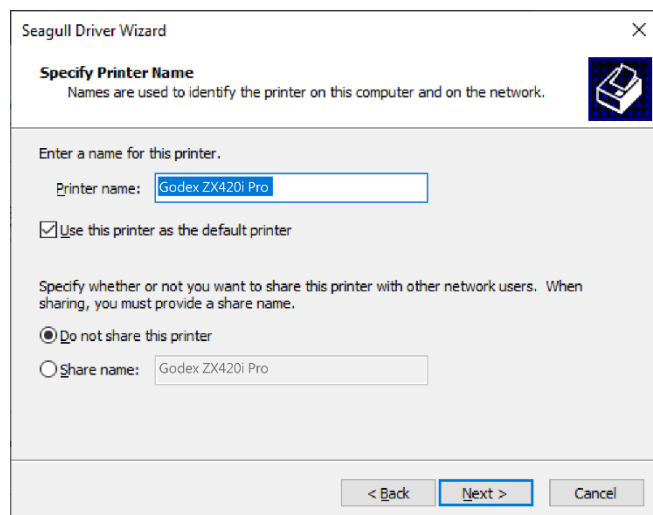 Seagull Driver Wizard
Specify Printer Name
Names are used to identify the printer on this computer and on the network.
Enter a name for this printer.
Printer name: Godex ZX420i Pro
Use this printer as the default printer
Specify whether or not you want to share this printer with other network users.  When
sharing, you must provide a share name.
Do not share this printer
Share name: Godex ZX420i Pro
< Back Next > Cancel